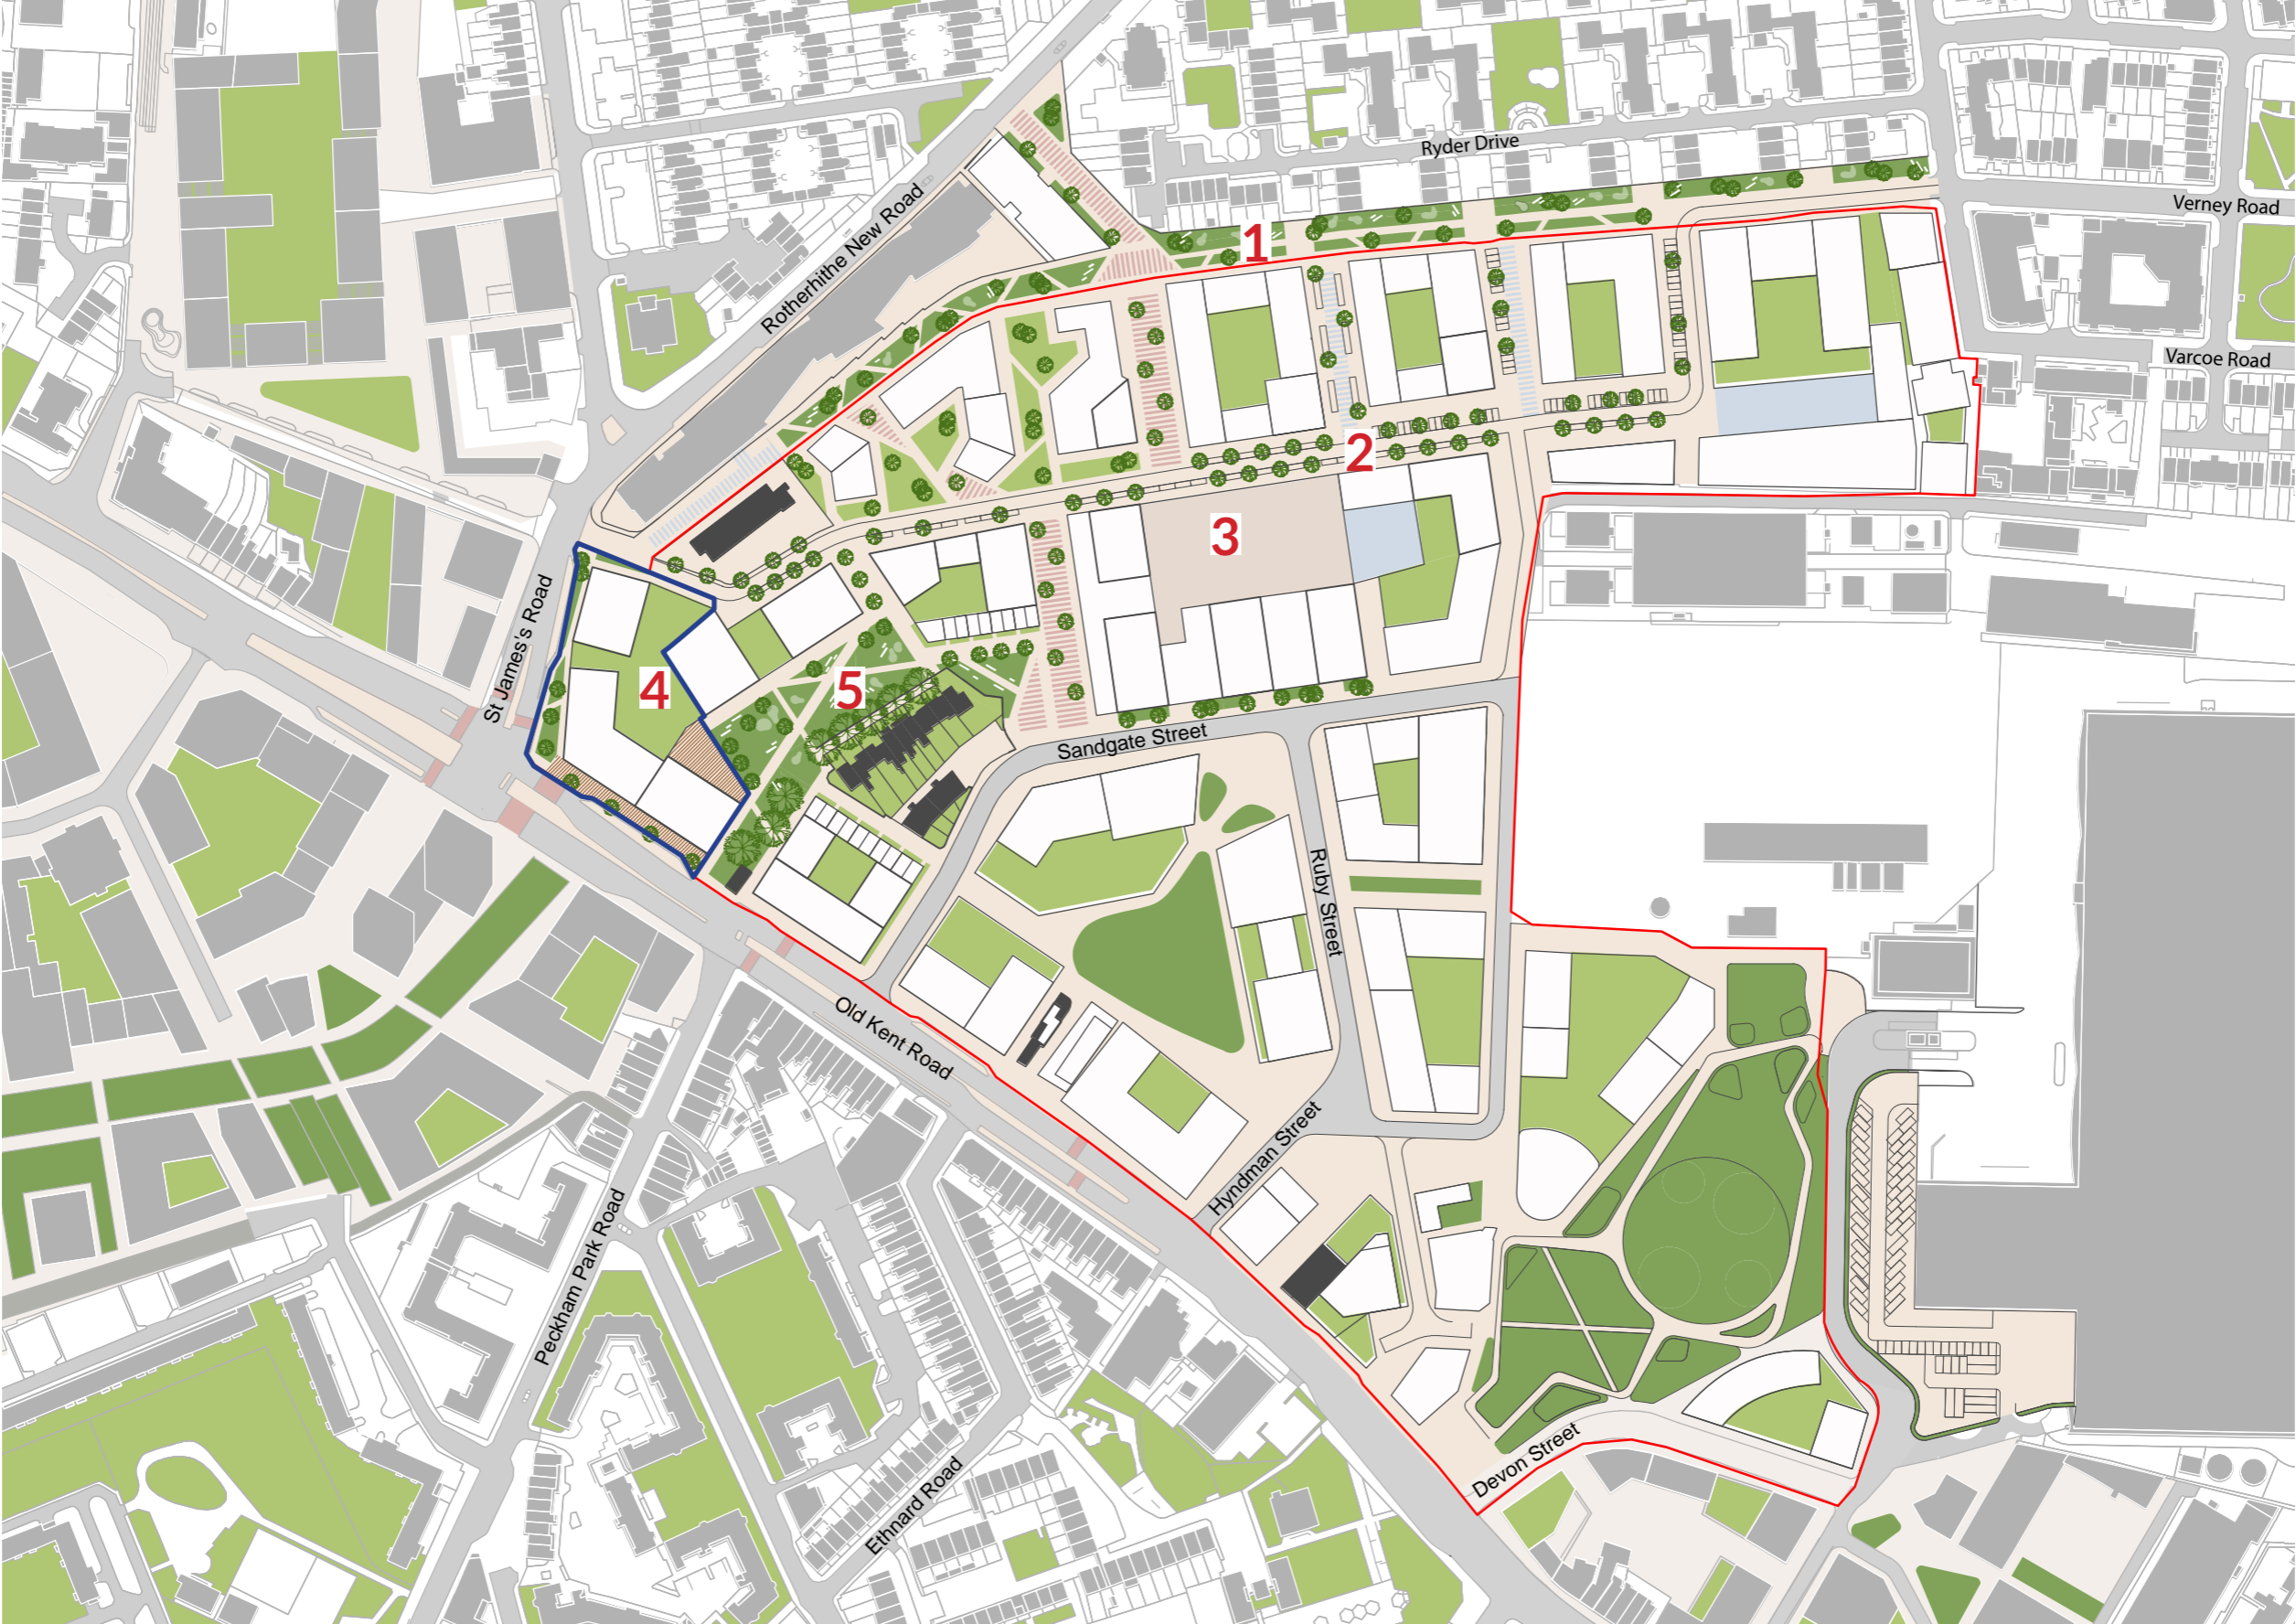 Ryder Drive
Verney Road
Rotherhithe New Road
1
Varcoe Road
2
3
St James's Road
4
5
Sandgate Street
Ruby Street
Old Kent Road
Hyndman Street
Peckham Park Road
Devon Street
Ethnard Road